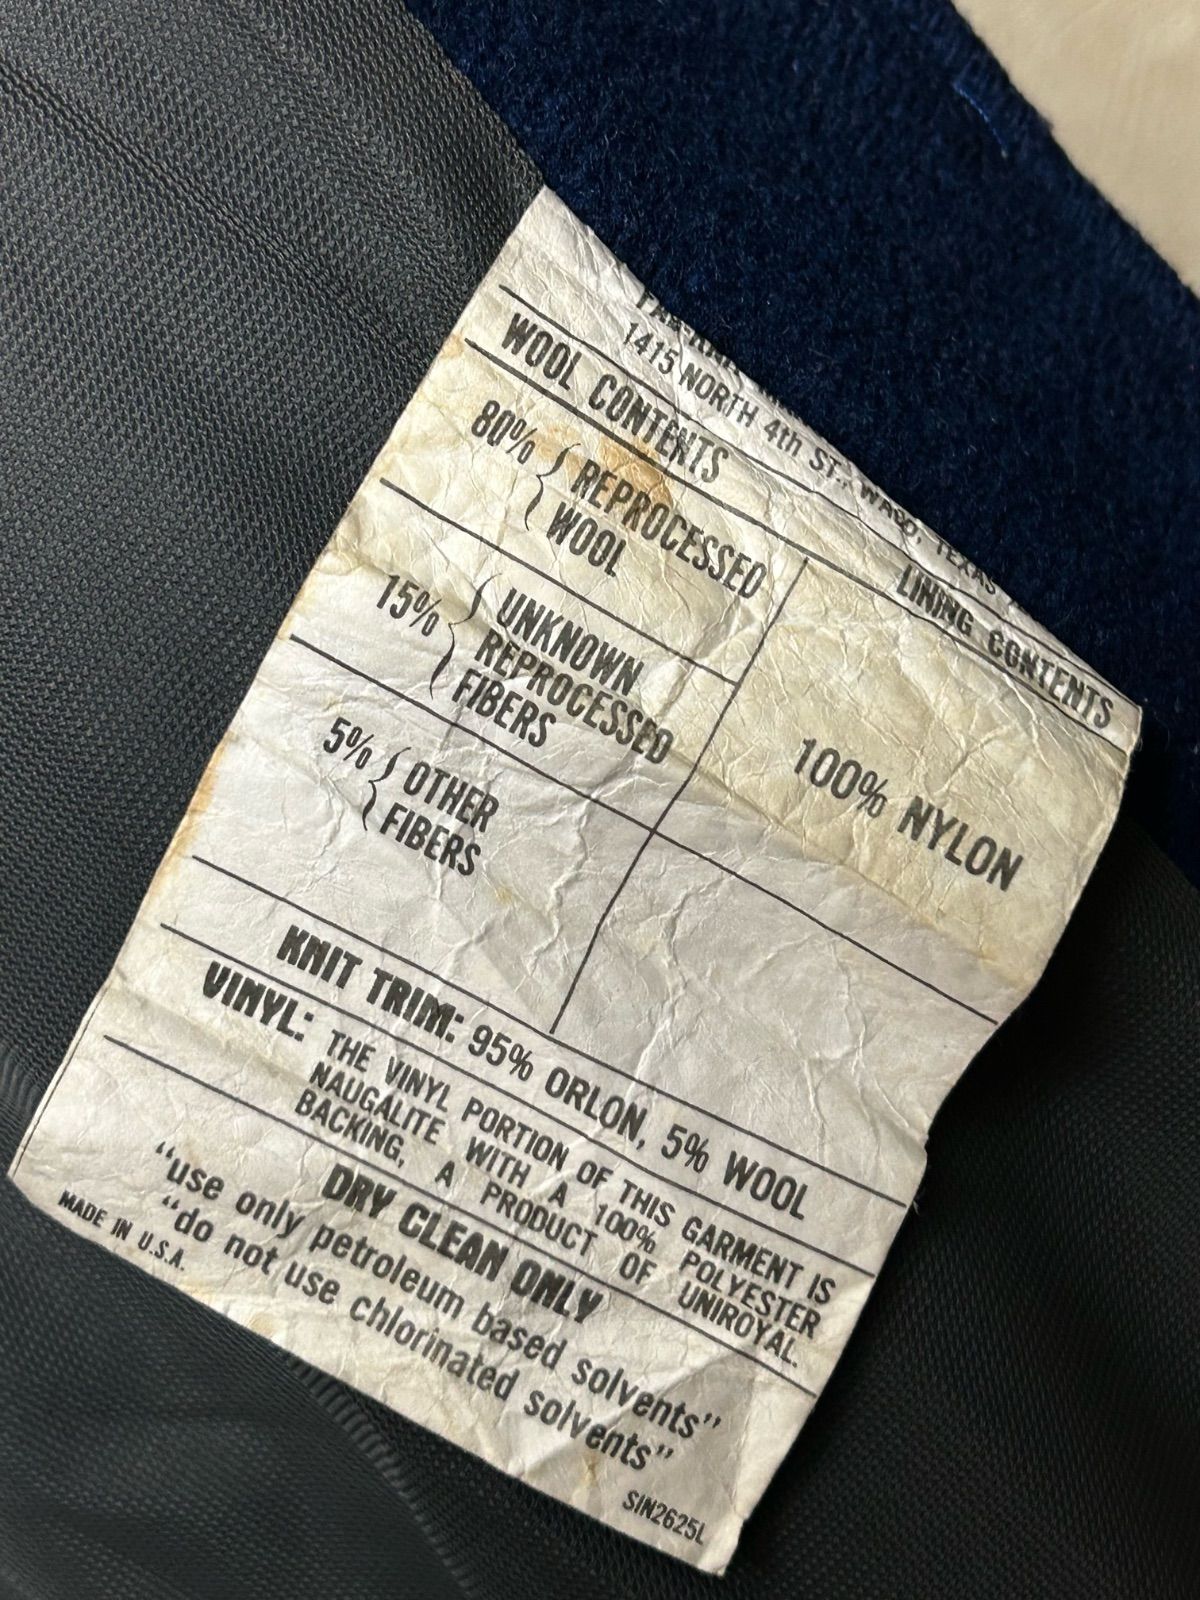 1415 NORTH 4th ST., WACO, TEXAS
WOOL CONTENTS
LINING CONTENTS
80% { REPROCESSED
WOOL
100% NYLON
15% { UNKNOWN
REPROCESSED
FIBERS
5% { OTHER
FIBERS
KNIT TRIM: 95% ORLON, 5% WOOL
VINYL: THE VINYL PORTION OF THIS GARMENT IS
NAUGALITE WITH A 100% POLYESTER
BACKING, A PRODUCT OF UNIROYAL.
DRY CLEAN ONLY
“use only petroleum based solvents”
“do not use chlorinated solvents”
MADE IN U.S.A.
SIN2625L